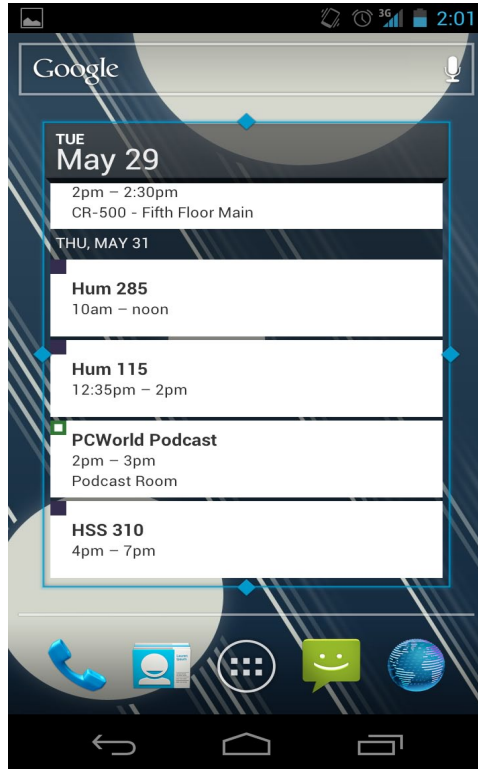 3G 2:01
Google
TUE
May 29
2pm – 2:30pm
CR-500 - Fifth Floor Main
THU, MAY 31
Hum 285
10am – noon
Hum 115
12:35pm – 2pm
PCWorld Podcast
2pm – 3pm
Podcast Room
HSS 310
4pm – 7pm